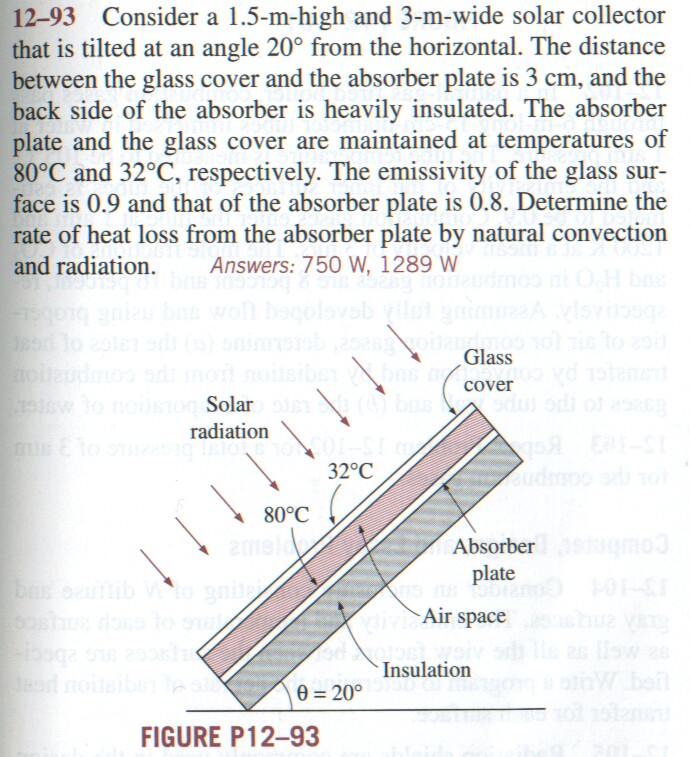 12–93 Consider a 1.5-m-high and 3-m-wide solar collector
that is tilted at an angle 20° from the horizontal. The distance
between the glass cover and the absorber plate is 3 cm, and the
back side of the absorber is heavily insulated. The absorber
plate and the glass cover are maintained at temperatures of
80°C and 32°C, respectively. The emissivity of the glass sur-
face is 0.9 and that of the absorber plate is 0.8. Determine the
rate of heat loss from the absorber plate by natural convection
and radiation. Answers: 750 W, 1289 W
Glass
cover
Solar
radiation
32°C
80°C
Absorber
plate
Air space
Insulation
θ = 20°
FIGURE P12–93